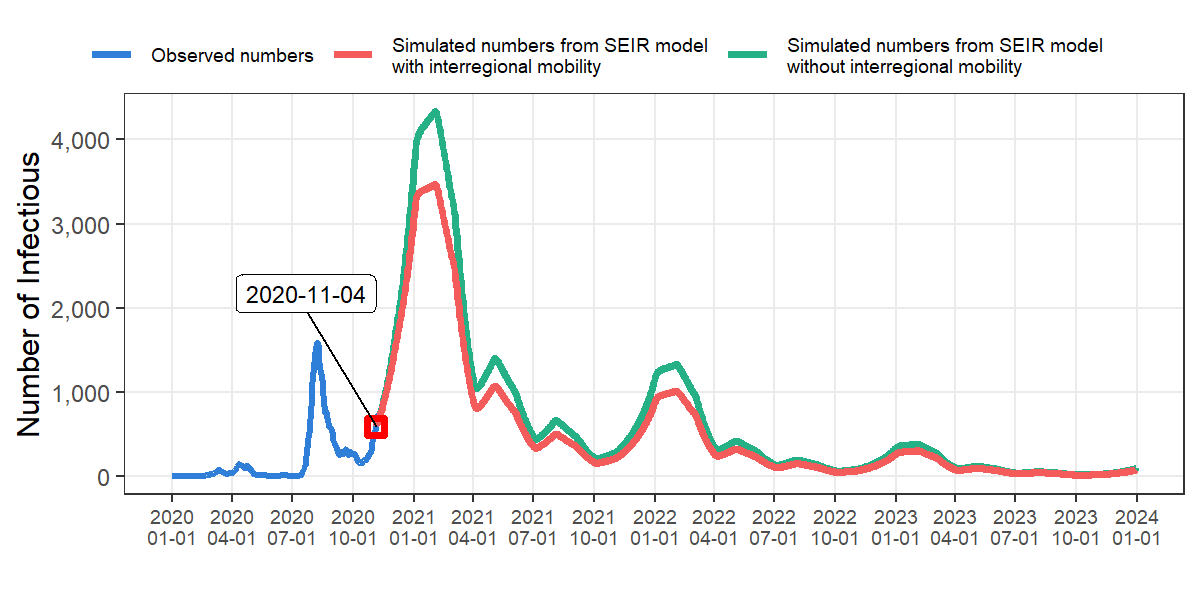 Observed numbers
Simulated numbers from SEIR model
with interregional mobility
Simulated numbers from SEIR model
without interregional mobility
Number of Infectious
4,000
3,000
2,000
1,000
0
2020-11-04
2020 2020 2020 2020 2021 2021 2021 2021 2022 2022 2022 2022 2023 2023 2023 2023 2024
01-01 04-01 07-01 10-01 01-01 04-01 07-01 10-01 01-01 04-01 07-01 10-01 01-01 04-01 07-01 10-01 01-01